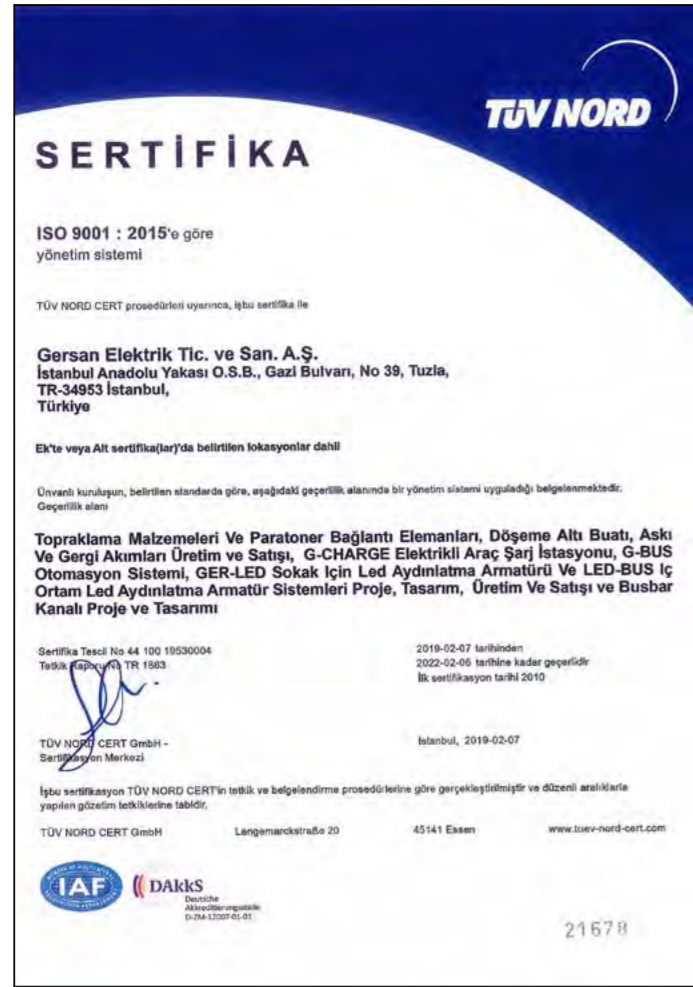 TÜV NORD
SERTİFİKA
ISO 9001 : 2015'e göre
yönetim sistemi
TÜV NORD CERT prosedürleri uyarınca, işbu sertifika ile
Gersan Elektrik Tic. ve San. A.Ş.
İstanbul Anadolu Yakası O.S.B., Gazi Bulvarı, No 39, Tuzla,
TR-34953 İstanbul,
Türkiye
Ek'te veya Alt sertifika(lar)'da belirtilen lokasyonlar dahil
Ünvanlı kuruluşun, belirtilen standarda göre, aşağıdaki geçerlilik alanında bir yönetim sistemi uyguladığı belgelenmektedir.
Geçerlilik alanı
Topraklama Malzemeleri Ve Paratoner Bağlantı Elemanları, Döşeme Altı Buatı, Askı
Ve Gergi Akımları Üretim ve Satışı, G-CHARGE Elektrikli Araç Şarj İstasyonu, G-BUS
Otomasyon Sistemi, GER-LED Sokak Için Led Aydınlatma Armatürü Ve LED-BUS Iç
Ortam Led Aydınlatma Armatür Sistemleri Proje, Tasarım, Üretim Ve Satışı ve Busbar
Kanalı Proje ve Tasarımı
Sertifika Tescil No 44 100 19530004
Tetkik Raporu No TR 1883
2019-02-07 tarihinden
2022-02-06 tarihine kadar geçerlidir
İlk sertifikasyon tarihi 2010
TÜV NORD CERT GmbH -
Sertifikasyon Merkezi
Istanbul, 2019-02-07
İşbu sertifikasyon TÜV NORD CERT'in tetkik ve belgelendirme prosedürlerine göre gerçekleştirilmiştir ve düzenli aralıklarla
yapılan gözetim tetkiklerine tabidir.
TÜV NORD CERT GmbH Langemarckstraße 20 45141 Essen www.tuev-nord-cert.com
IAF
DAkkS
Deutsche
Akkreditierungsstelle
D-ZM-12007-01-01
21678